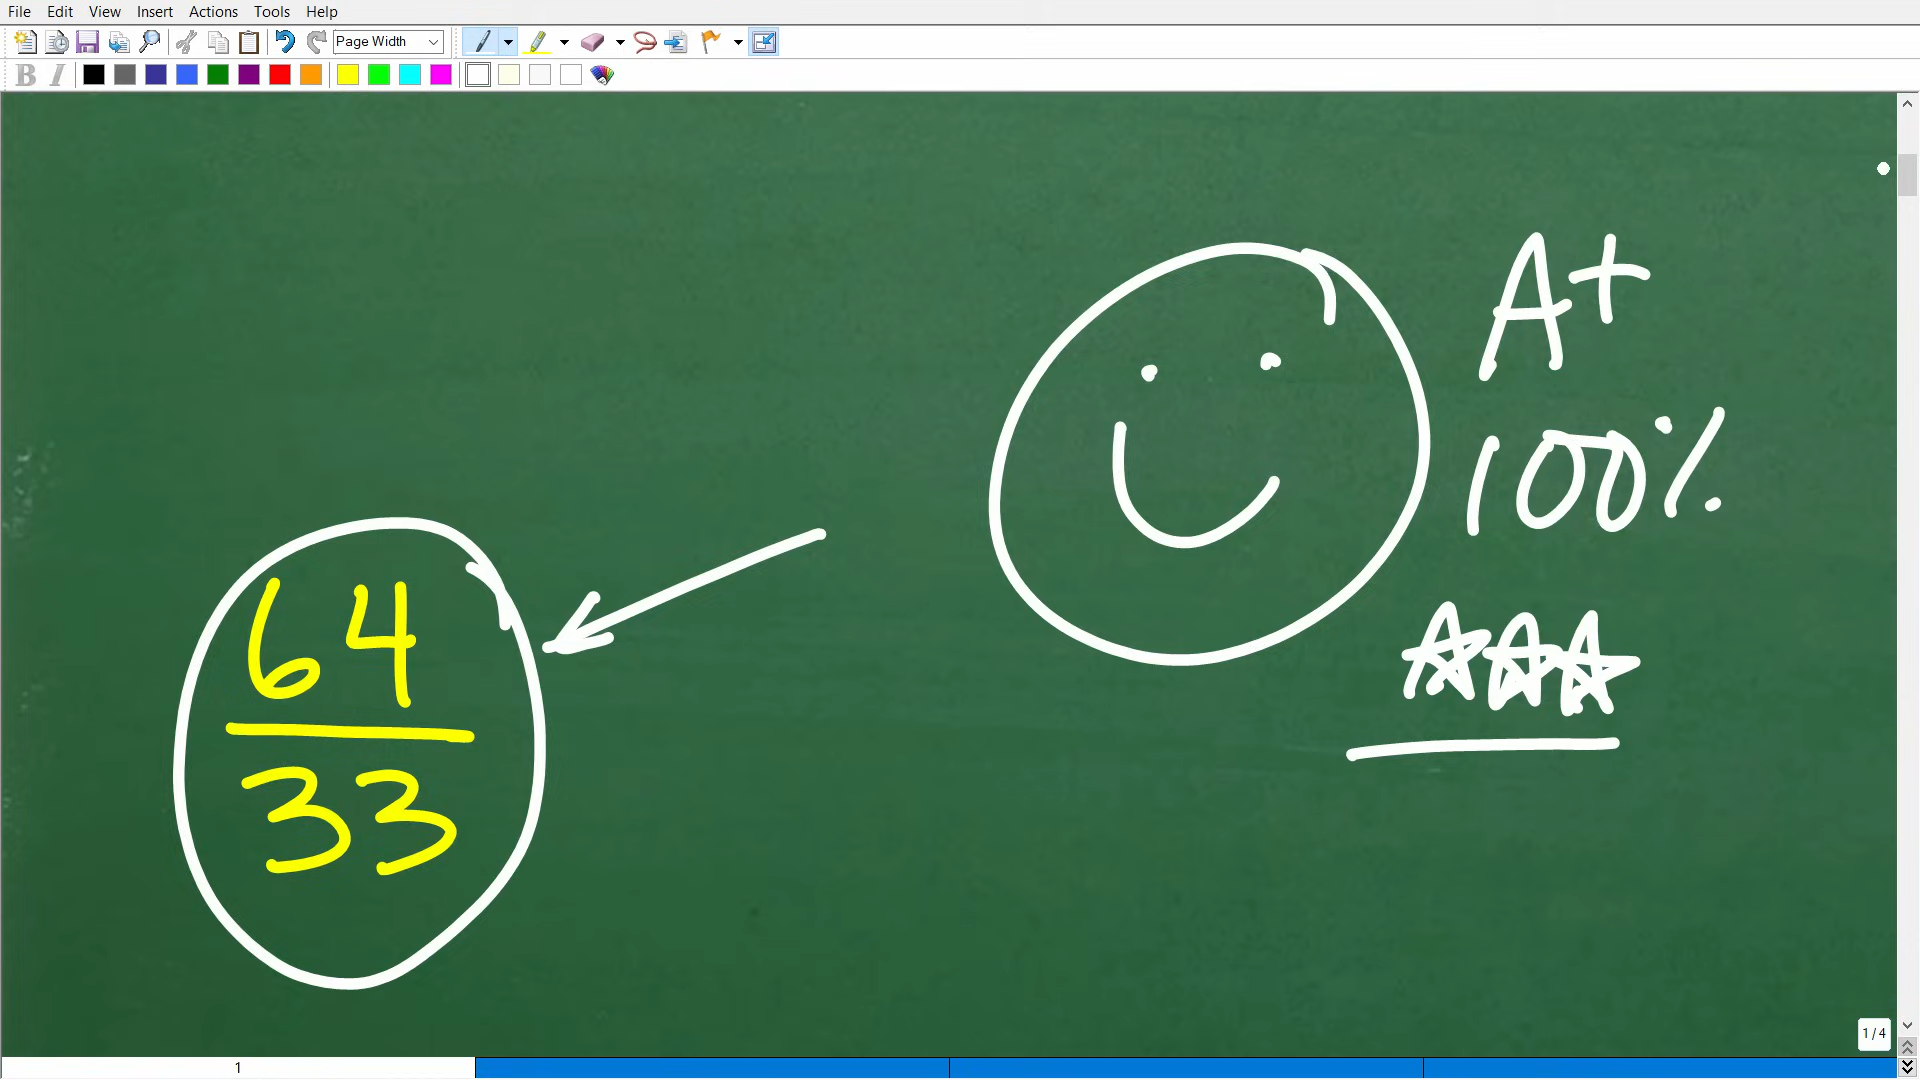 File Edit View Insert Actions Tools Help
Page Width
B I
A+
100%
64
33
1/4
1